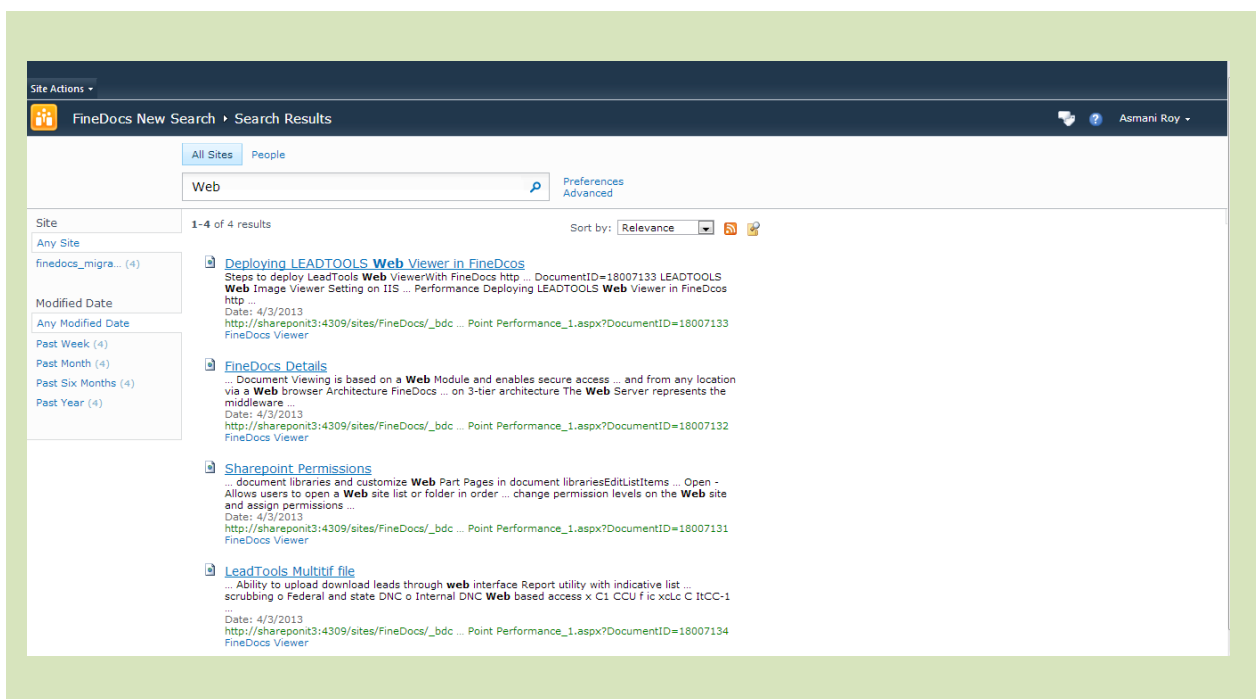 Site Actions
FineDocs New Search ▸ Search Results
Asmani Roy
All Sites People
Web
Preferences
Advanced
Site
Any Site
finedocs_migra... (4)
Modified Date
Any Modified Date
Past Week (4)
Past Month (4)
Past Six Months (4)
Past Year (4)
1-4 of 4 results
Sort by: Relevance
Deploying LEADTOOLS Web Viewer in FineDcos
Steps to deploy LeadTools Web ViewerWith FineDocs http ... DocumentID=18007133 LEADTOOLS
Web Image Viewer Setting on IIS ... Performance Deploying LEADTOOLS Web Viewer in FineDcos
http ...
Date: 4/3/2013
http://shareponit3:4309/sites/FineDocs/_bdc ... Point Performance_1.aspx?DocumentID=18007133
FineDocs Viewer
FineDocs Details
... Document Viewing is based on a Web Module and enables secure access ... and from any location
via a Web browser Architecture FineDocs ... on 3-tier architecture The Web Server represents the
middleware ...
Date: 4/3/2013
http://shareponit3:4309/sites/FineDocs/_bdc ... Point Performance_1.aspx?DocumentID=18007132
FineDocs Viewer
Sharepoint Permissions
... document libraries and customize Web Part Pages in document librariesEditListItems ... Open -
Allows users to open a Web site list or folder in order ... change permission levels on the Web site
and assign permissions ...
Date: 4/3/2013
http://shareponit3:4309/sites/FineDocs/_bdc ... Point Performance_1.aspx?DocumentID=18007131
FineDocs Viewer
LeadTools Multitif file
... Ability to upload download leads through web interface Report utility with indicative list ...
scrubbing o Federal and state DNC o Internal DNC Web based access x C1 CCU f ic xcLc C ItCC-1
...
Date: 4/3/2013
http://shareponit3:4309/sites/FineDocs/_bdc ... Point Performance_1.aspx?DocumentID=18007134
FineDocs Viewer